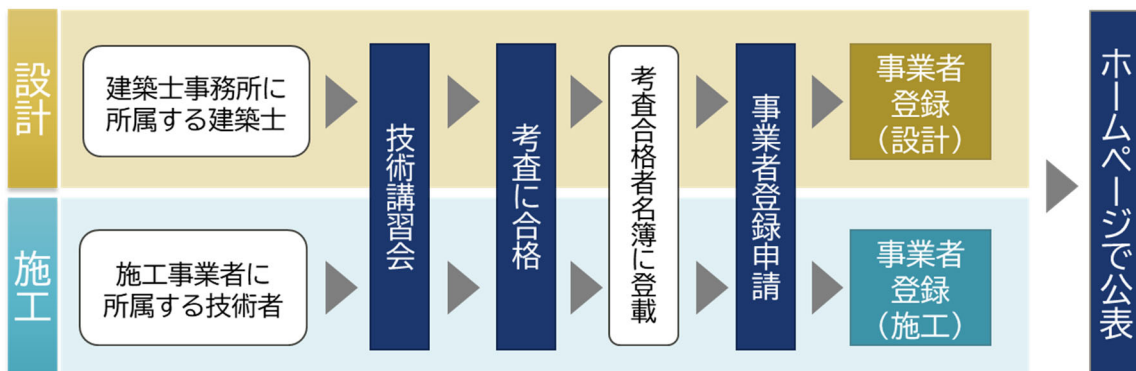 設計
建築士事務所に
所属する建築士
施工
施工事業者に
所属する技術者
技術講習会
考査に合格
考査合格者名簿に登載
事業者登録申請
事業者
登録
（設計）
事業者
登録
（施工）
ホームページで公表